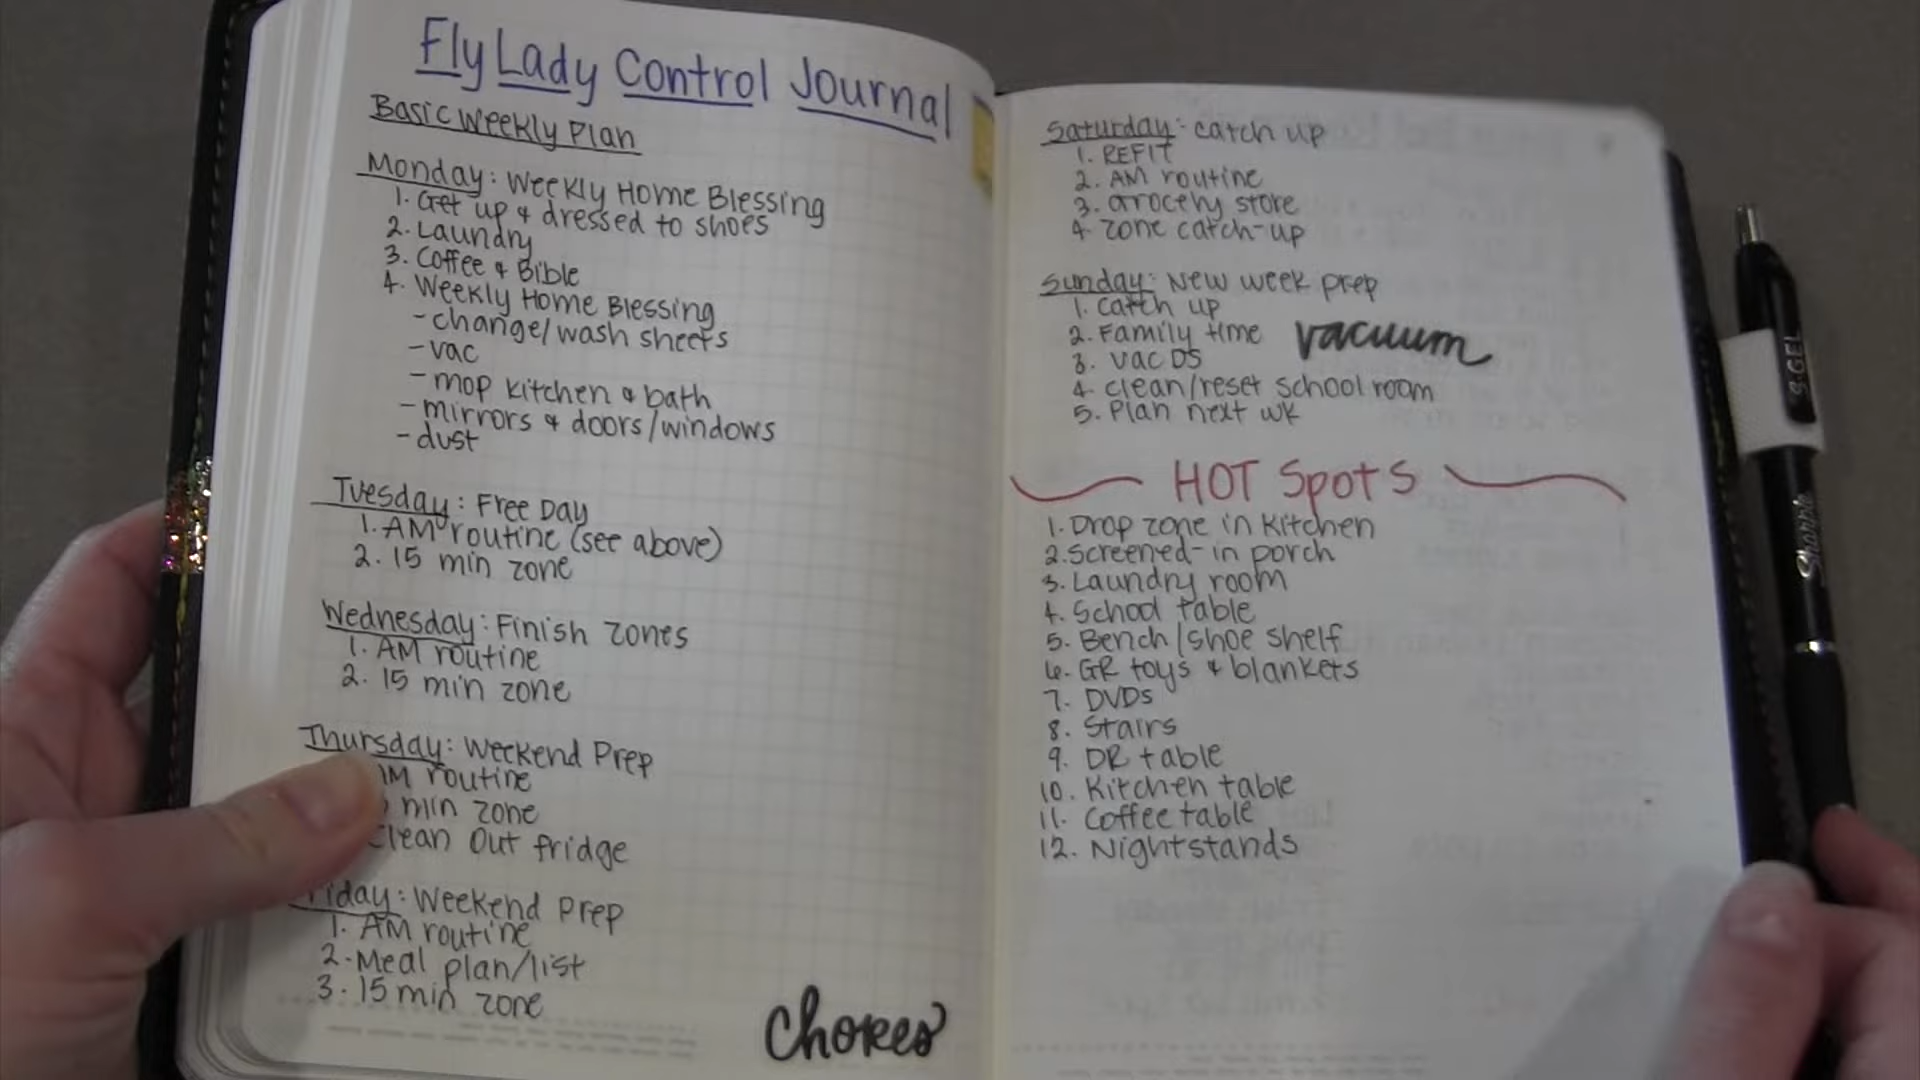 Fly Lady Control Journal
Basic Weekly Plan
Monday: Weekly Home Blessing
1. Get up & dressed to shoes
2. Laundry
3. Coffee & Bible
4. Weekly Home Blessing
- change/wash sheets
- vac
- mop kitchen & bath
- mirrors & doors/windows
- dust
Tuesday: Free Day
1. AM routine (see above)
2. 15 min zone
Wednesday: Finish zones
1. AM routine
2. 15 min zone
Thursday: Weekend Prep
AM routine
min zone
Clean Out fridge
Friday: Weekend Prep
1. AM routine
2. Meal plan/list
3. 15 min zone
chores
Saturday: catch up
1. REFIT
2. AM routine
3. Grocery store
4. Zone catch-up
Sunday: New week prep
1. Catch up
2. Family time
3. vac DS
vacuum
4. clean/reset school room
5. Plan next wk
HOT SpotS
1. Drop zone in kitchen
2. Screened-in porch
3. Laundry room
4. School table
5. Bench/shoe shelf
6. GR toys & blankets
7. DVDs
8. Stairs
9. DR table
10. Kitchen table
11. Coffee table
12. Nightstands
S·GEL
Sharpie